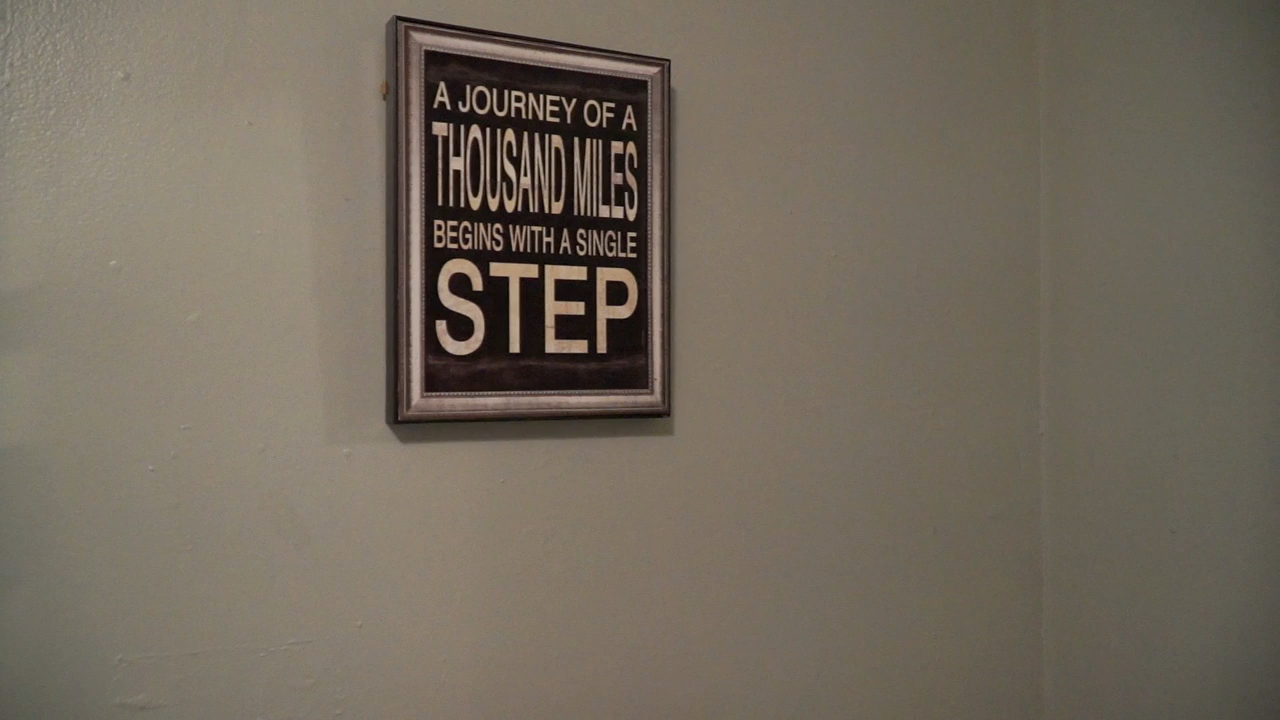 A JOURNEY OF A
THOUSAND MILES
BEGINS WITH A SINGLE
STEP